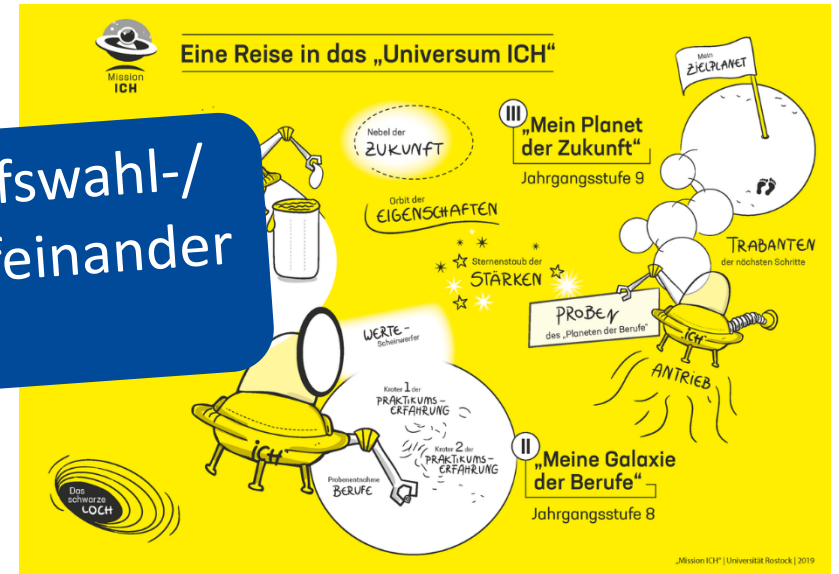 Mission
ICH
Eine Reise in das „Universum ICH“
fswahl-/
feinander
Nebel der
ZUKUNFT
Orbit der
EIGENSCHAFTEN
Sternenstaub der
STÄRKEN
III
„Mein Planet
der Zukunft“
Jahrgangsstufe 9
Mein
ZIELPLANET
TRABANTEN
der nächsten Schritte
PROBEN
des „Planeten der Berufe“
ICH
ANTRIEB
WERTE-
Scheinwerfer
Krater 1 der
PRAKTIKUMS-
ERFAHRUNG
Krater 2 der
PRAKTIKUMS-
ERFAHRUNG
ICH
Probenentnahme
BERUFE
II
„Meine Galaxie
der Berufe“
Jahrgangsstufe 8
Das
schwarze
LOCH
„Mission ICH“ | Universität Rostock | 2019